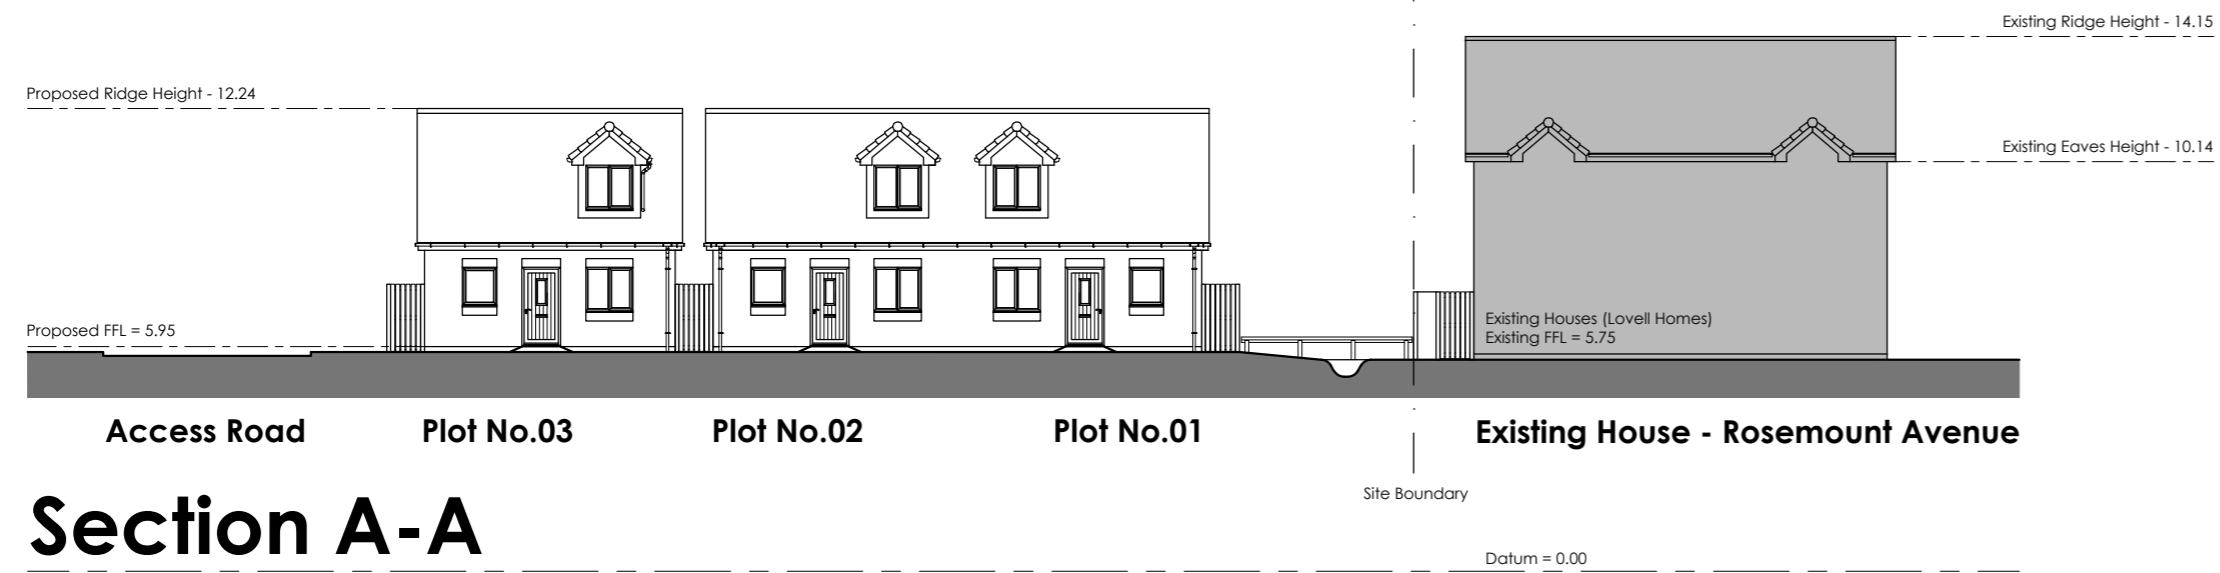 Existing Ridge Height - 14.15
Proposed Ridge Height - 12.24
Existing Eaves Height - 10.14
Proposed FFL = 5.95
Existing Houses (Lovell Homes)
Existing FFL = 5.75
Access Road
Plot No.03
Plot No.02
Plot No.01
Existing House - Rosemount Avenue
Site Boundary
Section A-A
Datum = 0.00